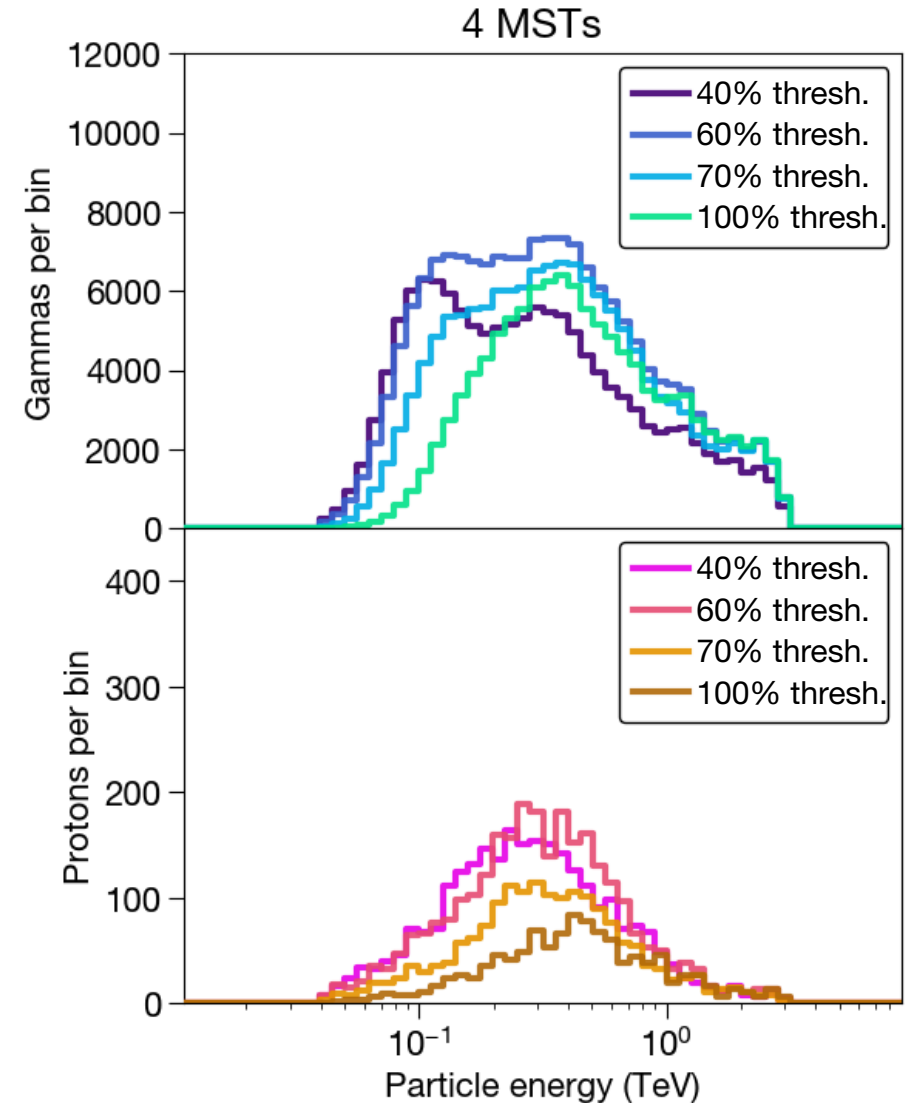 4 MSTs
12000
10000
8000
6000
4000
2000
0
Gammas per bin
40% thresh.
60% thresh.
70% thresh.
100% thresh.
400
300
200
100
0
Protons per bin
40% thresh.
60% thresh.
70% thresh.
100% thresh.
10⁻¹ 10⁰
Particle energy (TeV)